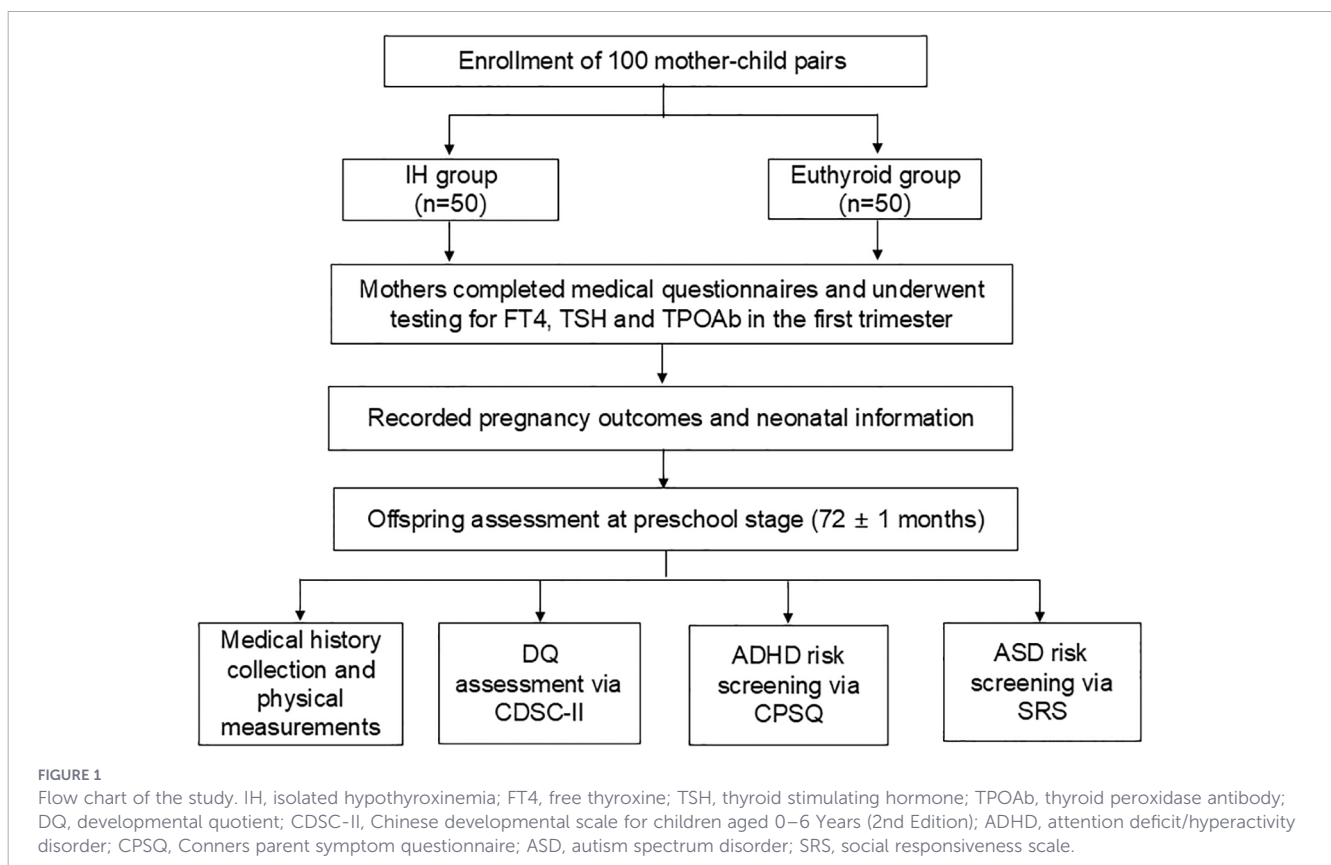 Enrollment of 100 mother-child pairs
IH group
(n=50)
Euthyroid group
(n=50)
Mothers completed medical questionnaires and underwent
testing for FT4, TSH and TPOAb in the first trimester
Recorded pregnancy outcomes and neonatal information
Offspring assessment at preschool stage (72 ± 1 months)
Medical history
collection and
physical
measurements
DQ
assessment via
CDSC-II
ADHD risk
screening via
CPSQ
ASD risk
screening via
SRS
FIGURE 1
Flow chart of the study. IH, isolated hypothyroxinemia; FT4, free thyroxine; TSH, thyroid stimulating hormone; TPOAb, thyroid peroxidase antibody;
DQ, developmental quotient; CDSC-II, Chinese developmental scale for children aged 0–6 Years (2nd Edition); ADHD, attention deficit/hyperactivity
disorder; CPSQ, Conners parent symptom questionnaire; ASD, autism spectrum disorder; SRS, social responsiveness scale.